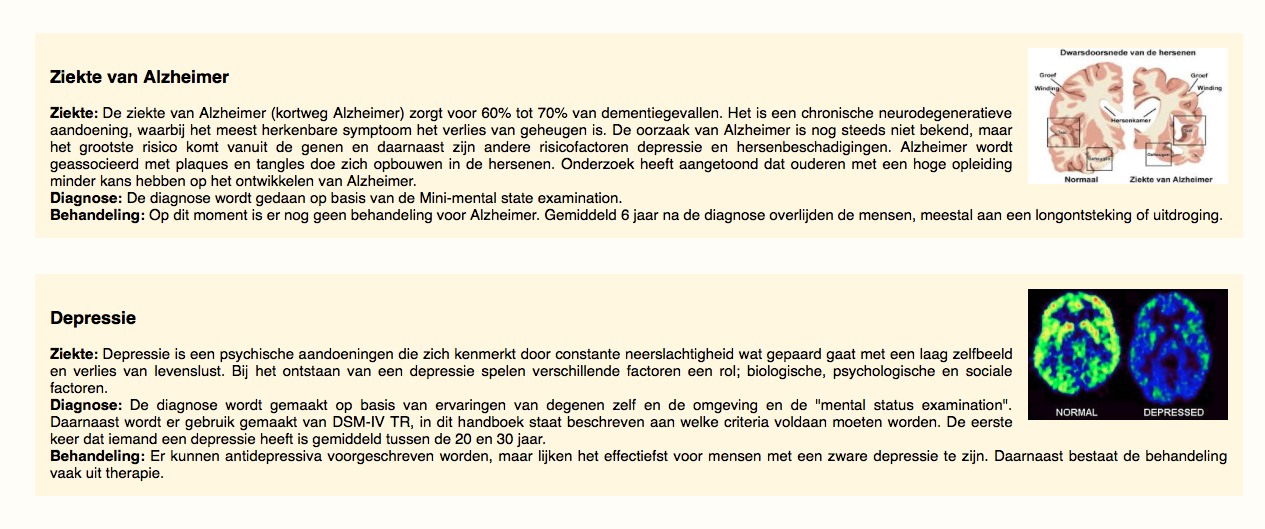 Ziekte van Alzheimer
Ziekte: De ziekte van Alzheimer (kortweg Alzheimer) zorgt voor 60% tot 70% van dementiegevallen. Het is een chronische neurodegeneratieve
aandoening, waarbij het meest herkenbare symptoom het verlies van geheugen is. De oorzaak van Alzheimer is nog steeds niet bekend, maar
het grootste risico komt vanuit de genen en daarnaast zijn andere risicofactoren depressie en hersenbeschadigingen. Alzheimer wordt
geassocieerd met plaques en tangles doe zich opbouwen in de hersenen. Onderzoek heeft aangetoond dat ouderen met een hoge opleiding
minder kans hebben op het ontwikkelen van Alzheimer.
Diagnose: De diagnose wordt gedaan op basis van de Mini-mental state examination.
Behandeling: Op dit moment is er nog geen behandeling voor Alzheimer. Gemiddeld 6 jaar na de diagnose overlijden de mensen, meestal aan een longontsteking of uitdroging.
Dwarsdoorsnede van de hersenen
Groef
Groef
Winding
Winding
Hersenkamer
Taal
Taal
Geheugen
Geheugen
Normaal
Ziekte van Alzheimer
Depressie
Ziekte: Depressie is een psychische aandoeningen die zich kenmerkt door constante neerslachtigheid wat gepaard gaat met een laag zelfbeeld
en verlies van levenslust. Bij het ontstaan van een depressie spelen verschillende factoren een rol; biologische, psychologische en sociale
factoren.
Diagnose: De diagnose wordt gemaakt op basis van ervaringen van degenen zelf en de omgeving en de "mental status examination".
Daarnaast wordt er gebruik gemaakt van DSM-IV TR, in dit handboek staat beschreven aan welke criteria voldaan moeten worden. De eerste
keer dat iemand een depressie heeft is gemiddeld tussen de 20 en 30 jaar.
Behandeling: Er kunnen antidepressiva voorgeschreven worden, maar lijken het effectiefst voor mensen met een zware depressie te zijn. Daarnaast bestaat de behandeling
vaak uit therapie.
NORMAL
DEPRESSED